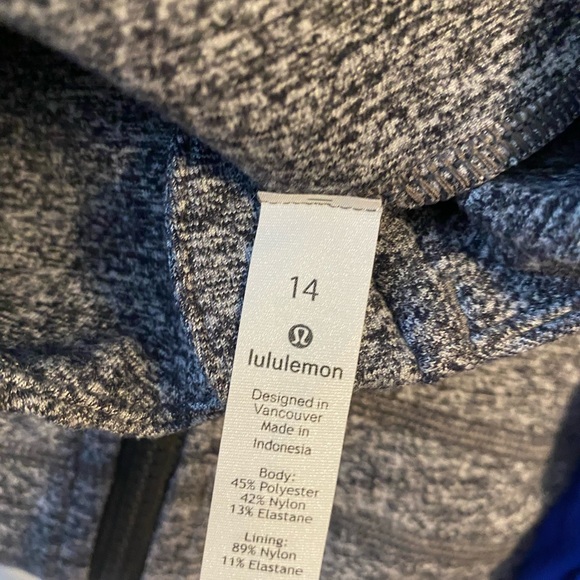 14
lululemon
Designed in
Vancouver
Made in
Indonesia
Body:
45% Polyester
42% Nylon
13% Elastane
Lining:
89% Nylon
11% Elastane